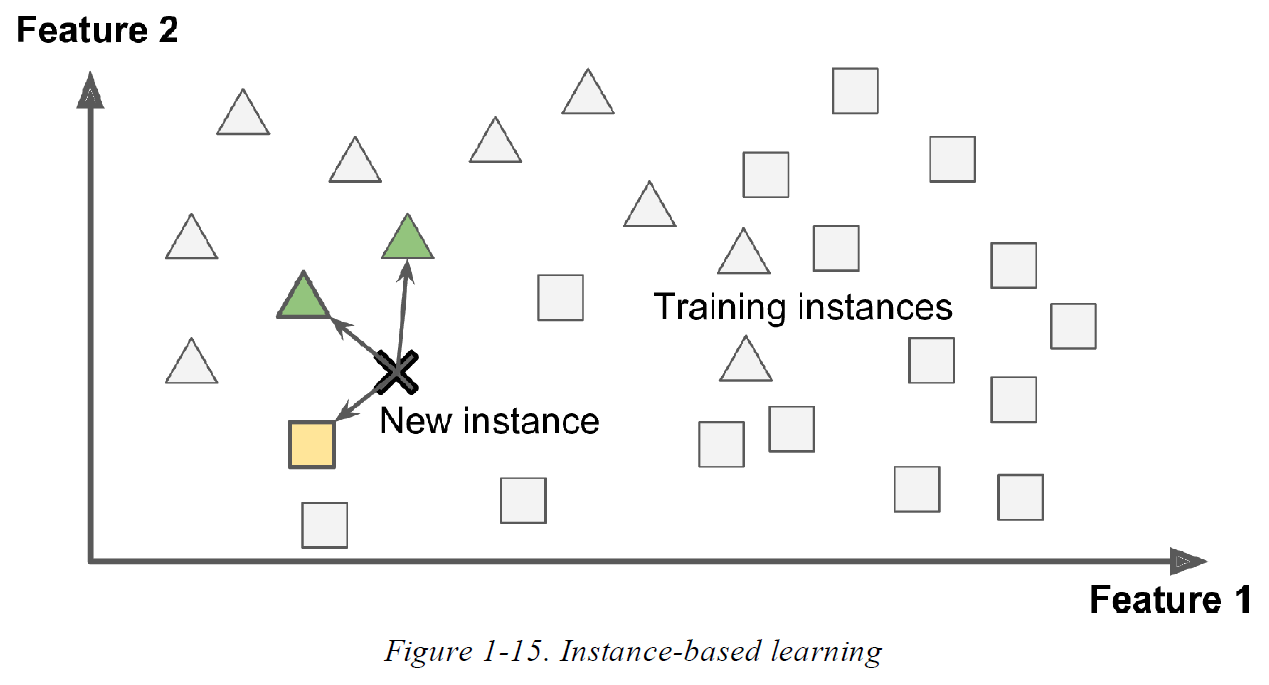 Feature 2
Training instances
New instance
Feature 1
Figure 1-15. Instance-based learning